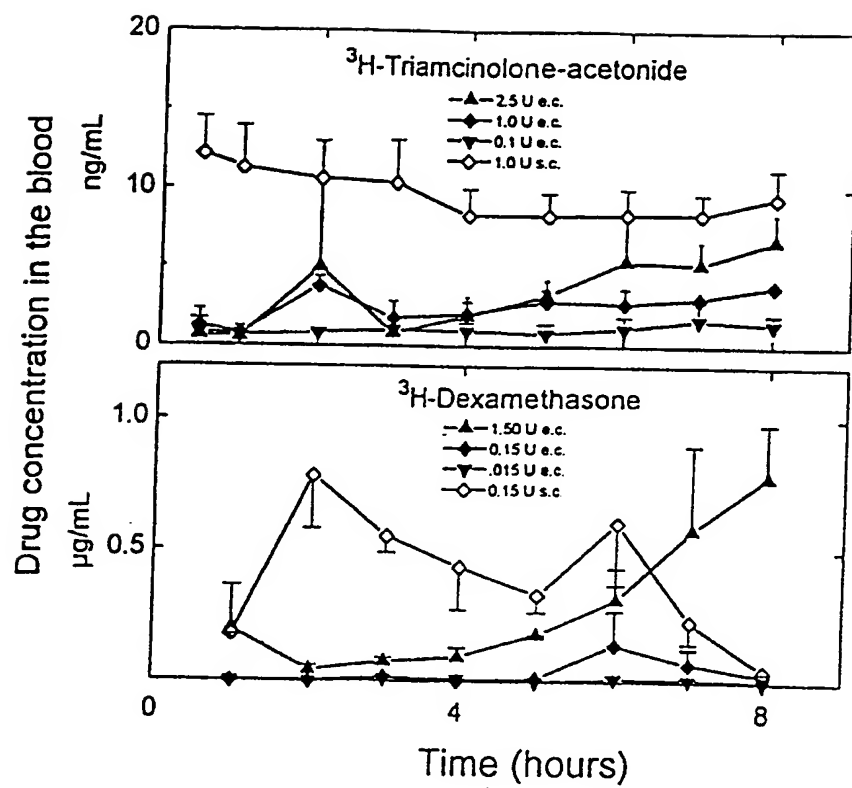 Drug concentration in the blood
ng/mL
20
10
0
³H-Triamcinolone-acetonide
2.5 U e.c.
1.0 U e.c.
0.1 U e.c.
1.0 U s.c.
µg/mL
1.0
0.5
³H-Dexamethasone
1.50 U e.c.
0.15 U e.c.
.015 U e.c.
0.15 U s.c.
0
4
8
Time (hours)